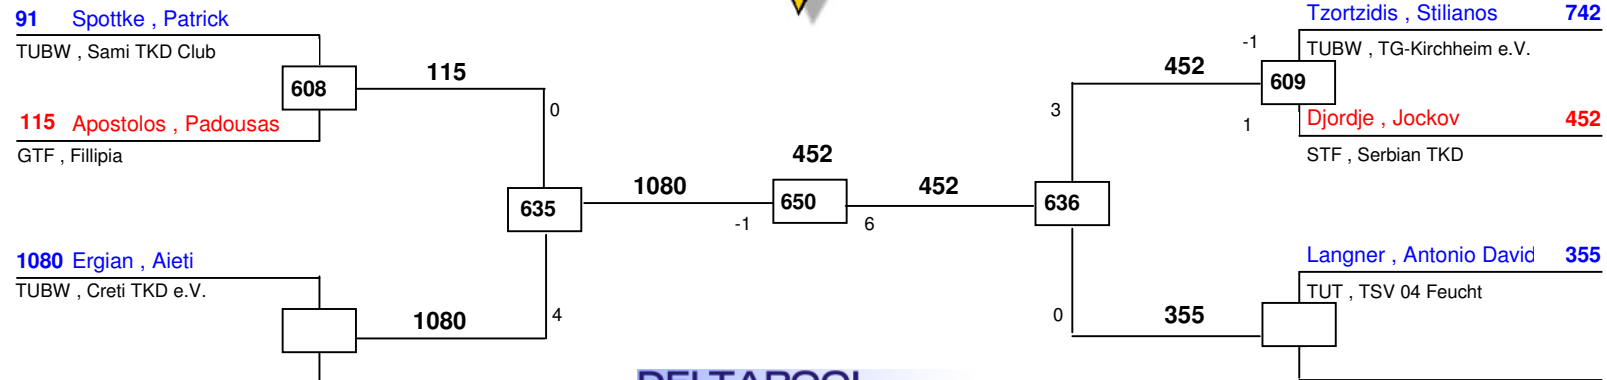 91 Spottke , Patrick
TUBW , Sami TKD Club
608
115
0
115 Apostolos , Padousas
GTF , Fillipia
635
1080
-1
452
650
452
6
1080 Ergian , Aieti
TUBW , Creti TKD e.V.
1080
4
Tzortzidis , Stilianos 742
-1
TUBW , TG-Kirchheim e.V.
452
609
3
1
Djordje , Jockov 452
STF , Serbian TKD
636
Langner , Antonio David 355
TUT , TSV 04 Feucht
0
355